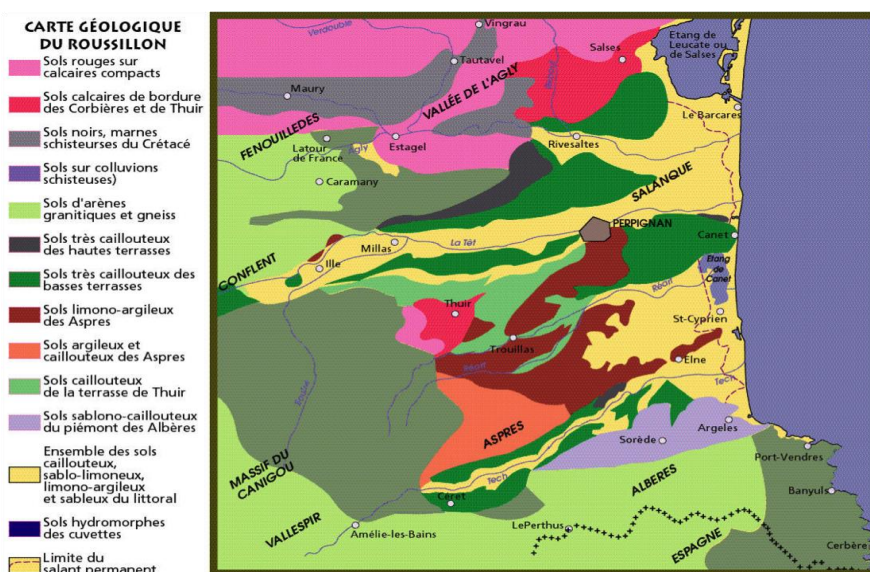 CARTE GÉOLOGIQUE
DU ROUSSILLON
Sols rouges sur
calcaires compacts
Sols calcaires de bordure
des Corbières et de Thuir
Sols noirs, marnes
schisteurses du Crétacé
Sols sur colluvions
schisteuses)
Sols d'arènes
granitiques et gneiss
Sols très caillouteux
des hautes terrasses
Sols très caillouteux des
basses terrasses
Sols limono-argileux
des Aspres
Sols argileux et
caillouteux des Aspres
Sols caillouteux
de la terrasse de Thuir
Sols sablono-caillouteux
du piémont des Albères
Ensemble des sols
caillouteux,
sablo-limoneux,
limono-argileux
et sableux du littoral
Sols hydromorphes
des cuvettes
Limite du
salant permanent
Verdouble
Vingrau
Salses
Etang de
Leucate ou
de Salses
Tautavel
Maury
VALLÉE DE L'AGLY
Le Barcares
FENOUILLEDES
Latour
de France
Estagel
Rivesaltes
Agly
Caramany
SALANQUE
PERPIGNAN
Canet
Millas
La Têt
Ille
CONFLENT
Etang
de
Canet
Réart
Thuir
St-Cyprien
Trouillas
Réart
Elne
Tech
Boulès
ASPRES
Argeles
Sorède
Port-Vendres
MASSIF DU
CANIGOU
Tech
ALBERES
Céret
Banyuls
VALLESPIR
Amélie-les-Bains
LePerthus
ESPAGNE
Cerbère